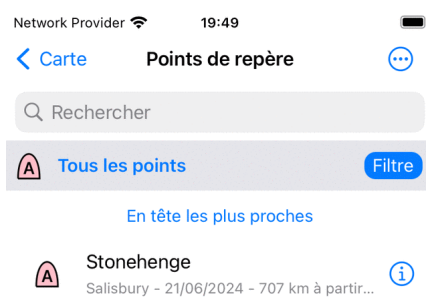 Network Provider 19:49
Carte Points de repère
Rechercher
A Tous les points Filtre
En tête les plus proches
A Stonehenge
Salisbury - 21/06/2024 - 707 km à partir...